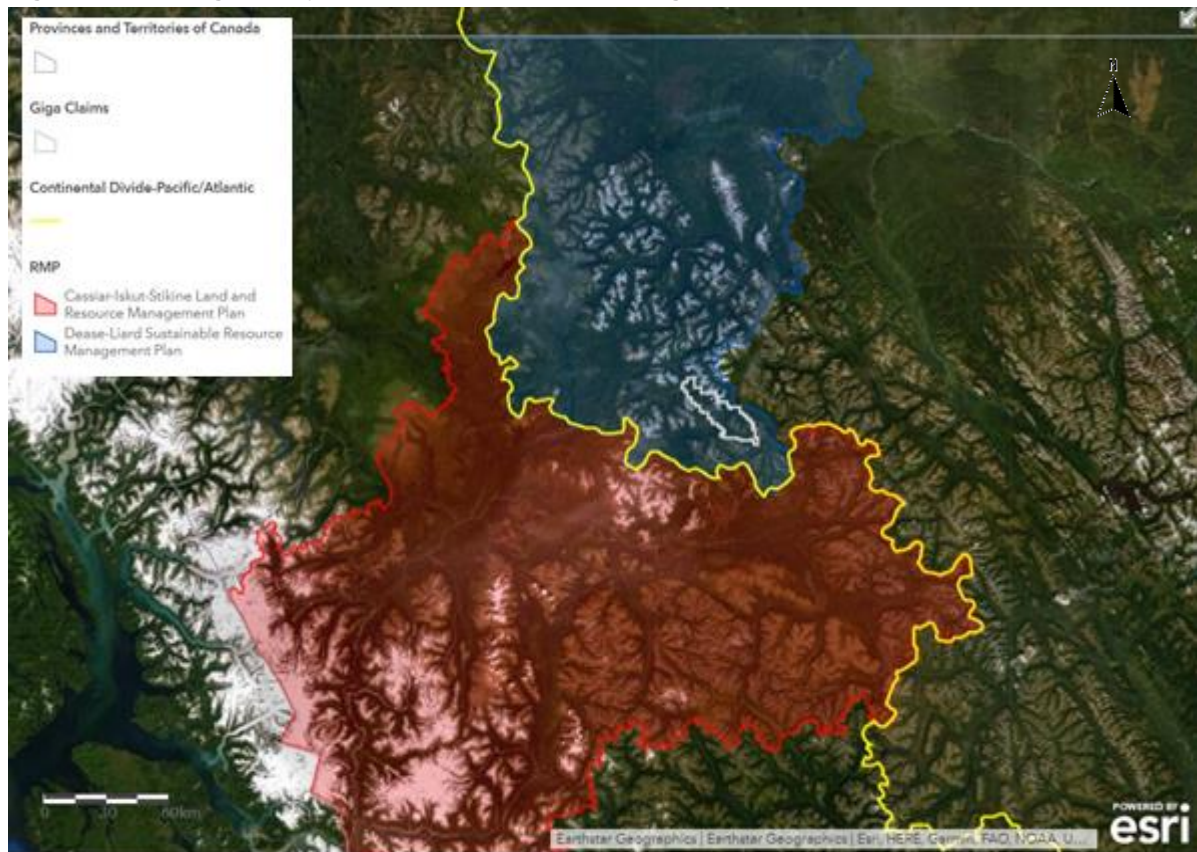 Provinces and Territories of Canada
Giga Claims
Continental Divide-Pacific/Atlantic
RMP
Cassiar-Iskut-Stikine Land and
Resource Management Plan
Dease-Liard Sustainable Resource
Management Plan
N
0 30 60km
Earthstar Geographics | Earthstar Geographics | Esri, HERE, Garmin, FAO, NOAA, U...
POWERED BY
esri